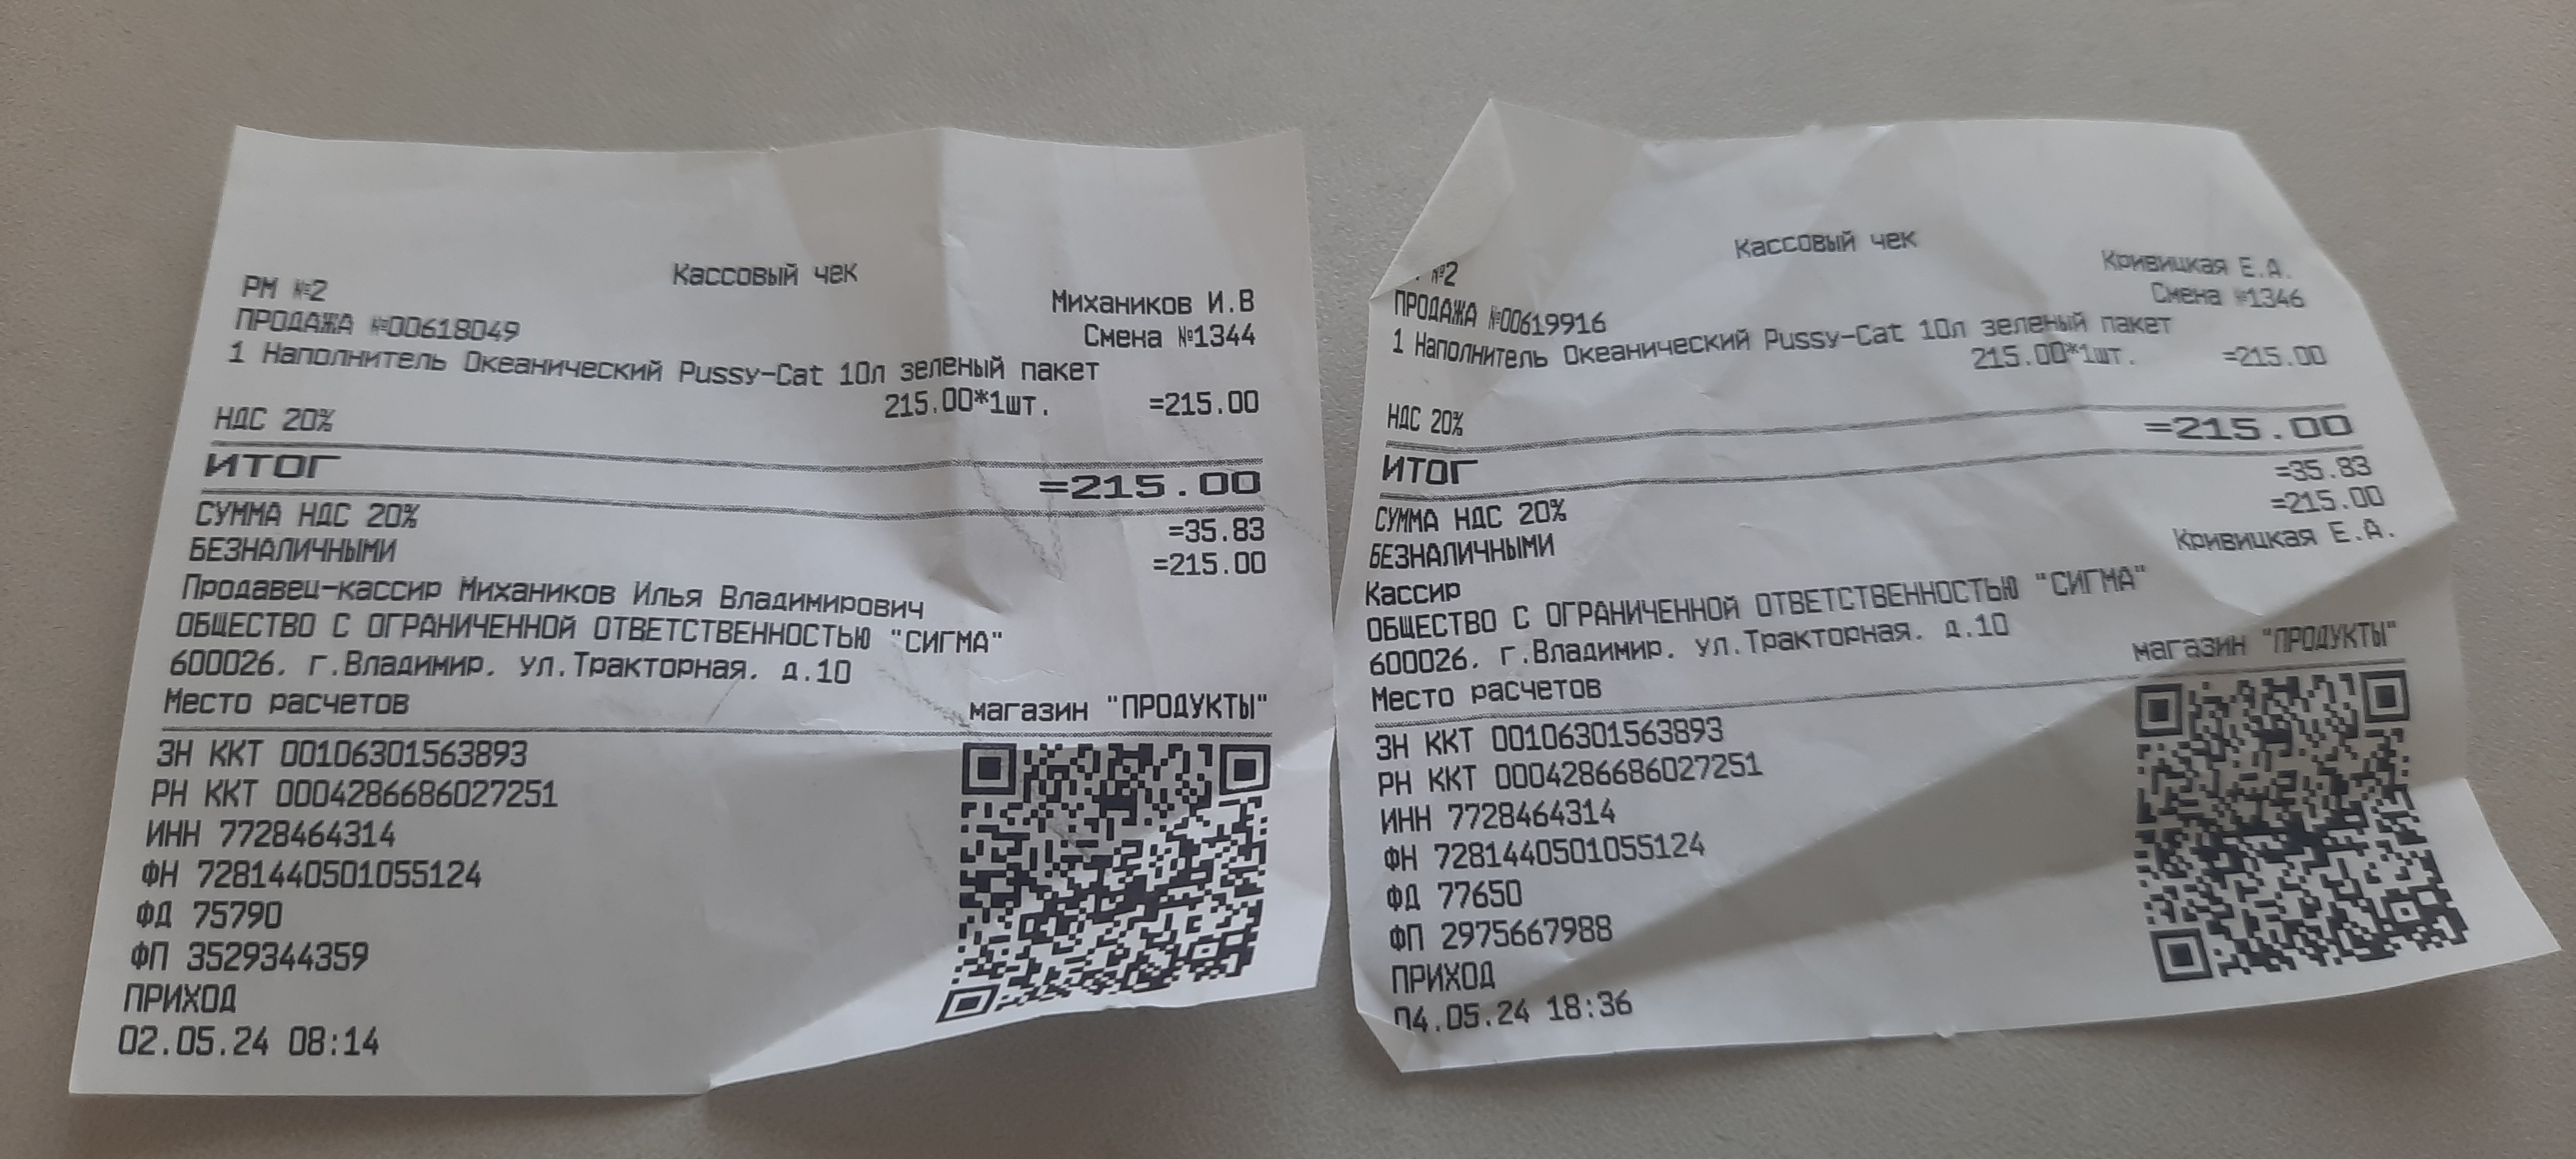 Кассовый чек
РМ №2
Михаников И.В
ПРОДАЖА №00618049
Смена №1344
1 Наполнитель Океанический Pussy-Cat 10л зеленый пакет
215.00*1шт. =215.00
НДС 20%
ИТОГ =215.00
СУММА НДС 20% =35.83
БЕЗНАЛИЧНЫМИ =215.00
Продавец-кассир Михаников Илья Владимирович
ОБЩЕСТВО С ОГРАНИЧЕННОЙ ОТВЕТСТВЕННОСТЬЮ "СИГМА"
600026, г.Владимир, ул.Тракторная, д.10
Место расчетов магазин "ПРОДУКТЫ"
ЗН ККТ 00106301563893
РН ККТ 0004286686027251
ИНН 7728464314
ФН 7281440501055124
ФД 75790
ФП 3529344359
ПРИХОД
02.05.24 08:14
Кассовый чек
№2
Кривицкая Е.А.
ПРОДАЖА №00619916
Смена №1346
1 Наполнитель Океанический Pussy-Cat 10л зеленый пакет
215.00*1шт. =215.00
НДС 20%
ИТОГ =215.00
СУММА НДС 20% =35.83
БЕЗНАЛИЧНЫМИ =215.00
Кассир Кривицкая Е.А.
ОБЩЕСТВО С ОГРАНИЧЕННОЙ ОТВЕТСТВЕННОСТЬЮ "СИГМА"
600026, г.Владимир, ул.Тракторная, д.10
Место расчетов магазин "ПРОДУКТЫ"
ЗН ККТ 00106301563893
РН ККТ 0004286686027251
ИНН 7728464314
ФН 7281440501055124
ФД 77650
ФП 2975667988
ПРИХОД
04.05.24 18:36